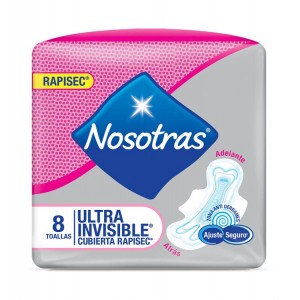 RAPISEC®
Nosotras®
Adelante
8
TOALLAS
ULTRA
INVISIBLE®
CUBIERTA RAPISEC®
Atrás
Ajuste Seguro®